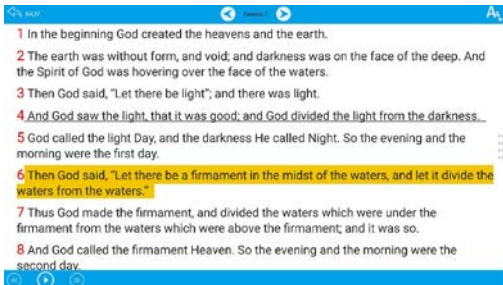 NKJV
Genesis 1
AA
1 In the beginning God created the heavens and the earth.
2 The earth was without form, and void; and darkness was on the face of the deep. And
the Spirit of God was hovering over the face of the waters.
3 Then God said, "Let there be light"; and there was light.
4 And God saw the light, that it was good; and God divided the light from the darkness.
5 God called the light Day, and the darkness He called Night. So the evening and the
morning were the first day.
6 Then God said, "Let there be a firmament in the midst of the waters, and let it divide the
waters from the waters."
7 Thus God made the firmament, and divided the waters which were under the
firmament from the waters which were above the firmament; and it was so.
8 And God called the firmament Heaven. So the evening and the morning were the
second day.